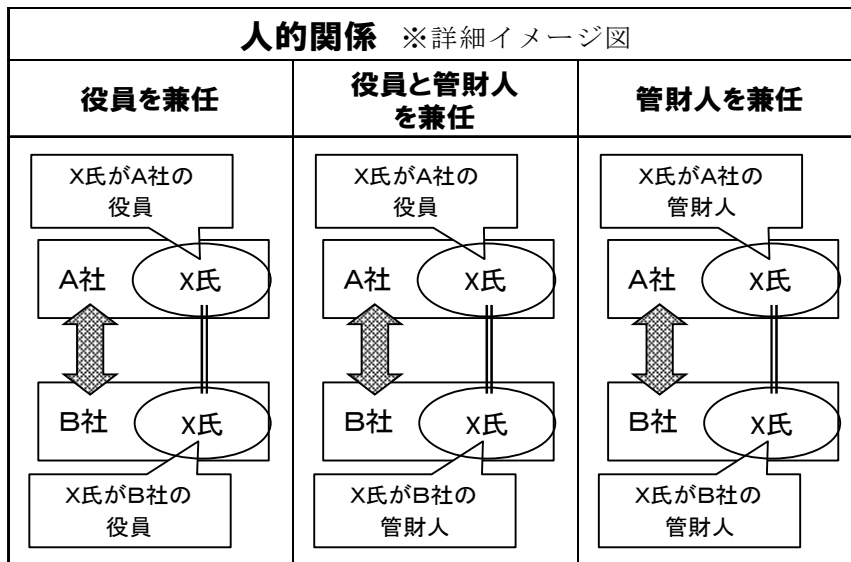 人的関係 ※詳細イメージ図
役員を兼任
役員と管財人
を兼任
管財人を兼任
X氏がA社の
役員
A社
X氏
B社
X氏
X氏がB社の
役員
X氏がA社の
役員
A社
X氏
B社
X氏
X氏がB社の
管財人
X氏がA社の
管財人
A社
X氏
B社
X氏
X氏がB社の
管財人